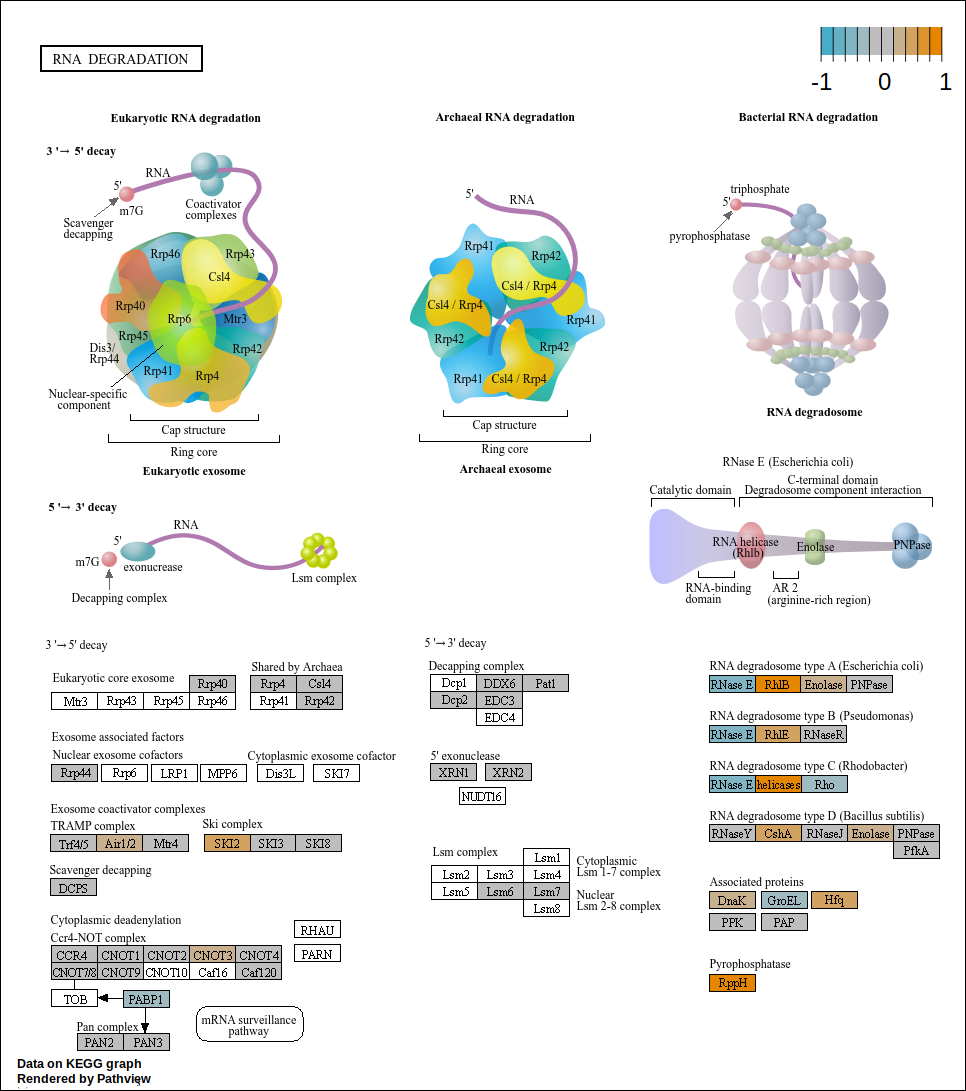 RNA DEGRADATION
-1 0 1
Eukaryotic RNA degradation
3 '→ 5' decay
RNA
5'
m7G
Scavenger
decapping
Coactivator
complexes
Rrp46
Rrp43
Csl4
Rrp40
Rrp6
Mtr3
Rrp45
Rrp42
Dis3/
Rrp44
Rrp41
Rrp4
Nuclear-specific
component
Cap structure
Ring core
Eukaryotic exosome
Archaeal RNA degradation
5'
RNA
Rrp41
Rrp42
Csl4 / Rrp4
Csl4 / Rrp4
Rrp41
Rrp42
Rrp42
Rrp41
Csl4 / Rrp4
Cap structure
Ring core
Archaeal exosome
Bacterial RNA degradation
triphosphate
5'
pyrophosphatase
RNA degradosome
RNase E (Escherichia coli)
C-terminal domain
Catalytic domain
Degradosome component interaction
RNA helicase
(Rhlb)
Enolase
PNPase
RNA-binding
domain
AR 2
(arginine-rich region)
5 '→ 3' decay
RNA
5'
m7G
exonucrease
Lsm complex
Decapping complex
3 '→ 5' decay
Eukaryotic core exosome
Shared by Archaea
Rrp40
Rrp4 Csl4
Mtr3 Rrp43 Rrp45 Rrp46
Rrp41 Rrp42
Exosome associated factors
Nuclear exosome cofactors
Cytoplasmic exosome cofactor
Rrp44 Rrp6 LRP1 MPP6
Dis3L SKI7
Exosome coactivator complexes
TRAMP complex
Ski complex
Trf4/5 Air1/2 Mtr4
SKI2 SKI3 SKI8
Scavenger decapping
DCPS
Cytoplasmic deadenylation
Ccr4-NOT complex
RHAU
PARN
CCR4 CNOT1 CNOT2 CNOT3 CNOT4
CNOT7/8 CNOT9 CNOT10 Caf16 Caf120
TOB
PABP1
Pan complex
PAN2 PAN3
mRNA surveillance
pathway
5 '→ 3' decay
Decapping complex
Dcp1 DDX6 Pat1
Dcp2 EDC3
EDC4
5' exonuclease
XRN1 XRN2
NUDT16
Lsm complex
Lsm1
Lsm2 Lsm3 Lsm4
Lsm5 Lsm6 Lsm7
Lsm8
Cytoplasmic
Lsm 1-7 complex
Nuclear
Lsm 2-8 complex
RNA degradosome type A (Escherichia coli)
RNase E RhlB Enolase PNPase
RNA degradosome type B (Pseudomonas)
RNase E RhlE RNaseR
RNA degradosome type C (Rhodobacter)
RNase E helicases Rho
RNA degradosome type D (Bacillus subtilis)
RNaseY CshA RNaseJ Enolase PNPase
PfkA
Associated proteins
DnaK GroEL Hfq
PPK PAP
Pyrophosphatase
RppH
Data on KEGG graph
Rendered by Pathview